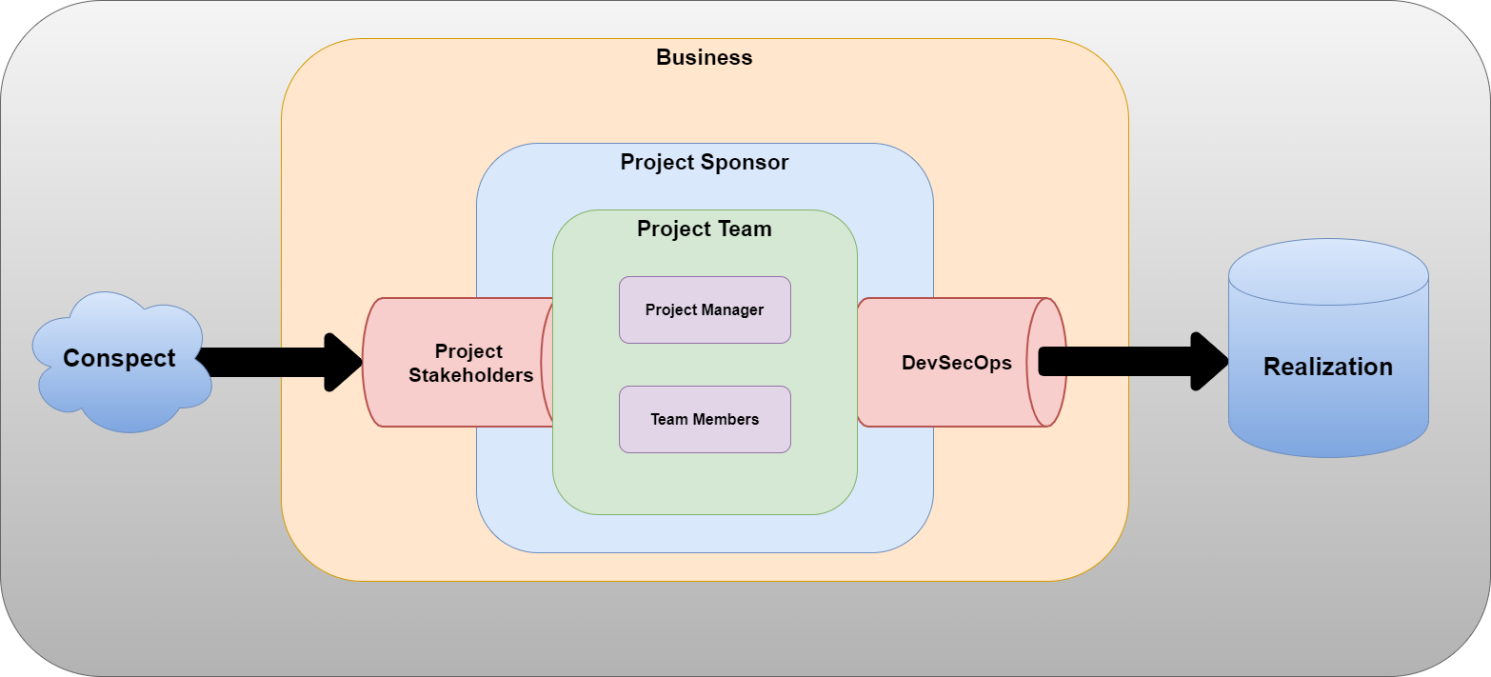 Business
Project Sponsor
Project Team
Project Manager
Conspect
Project
Stakeholders
DevSecOps
Realization
Team Members